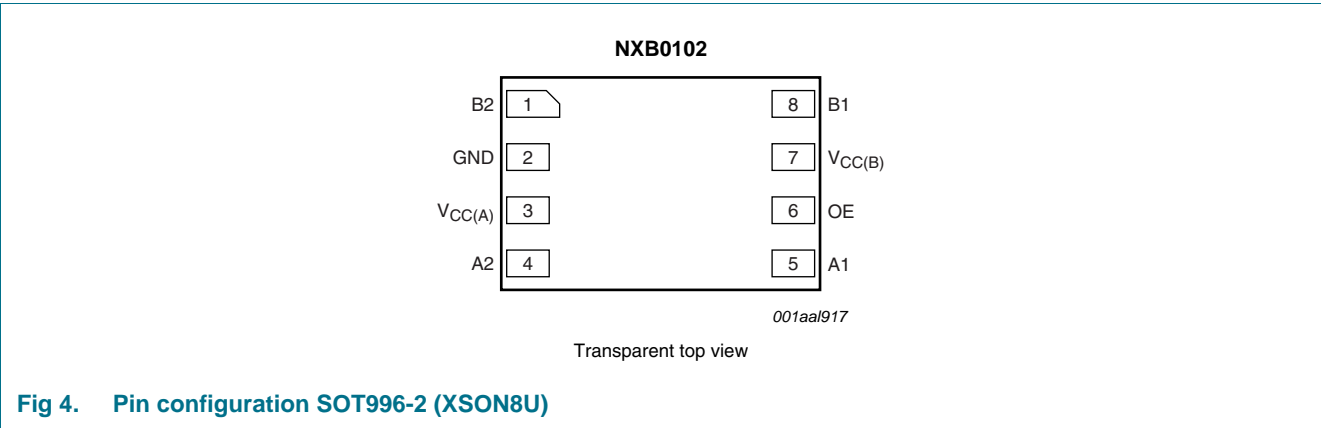 NXB0102
B2 1 8 B1
GND 2 7 VCC(B)
VCC(A) 3 6 OE
A2 4 5 A1
001aal917
Transparent top view
Fig 4. Pin configuration SOT996-2 (XSON8U)